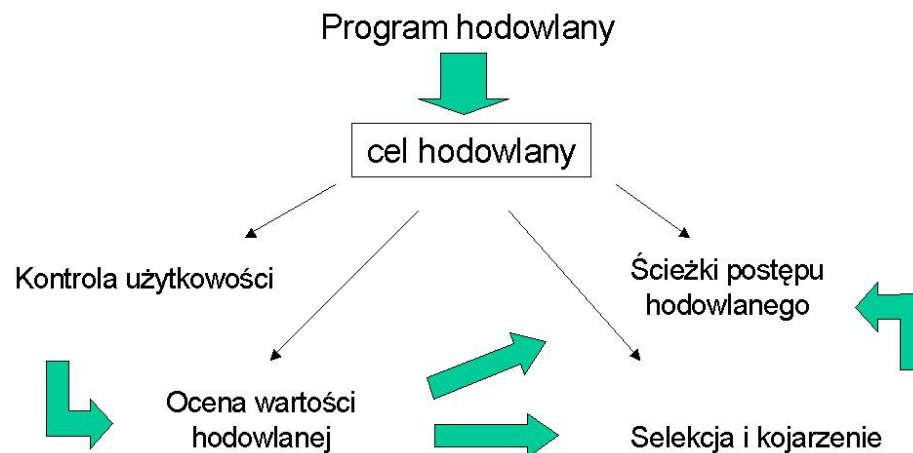 Program hodowlany
cel hodowlany
Kontrola użytkowości
Ścieżki postępu
hodowlanego
Ocena wartości
hodowlanej
Selekcja i kojarzenie